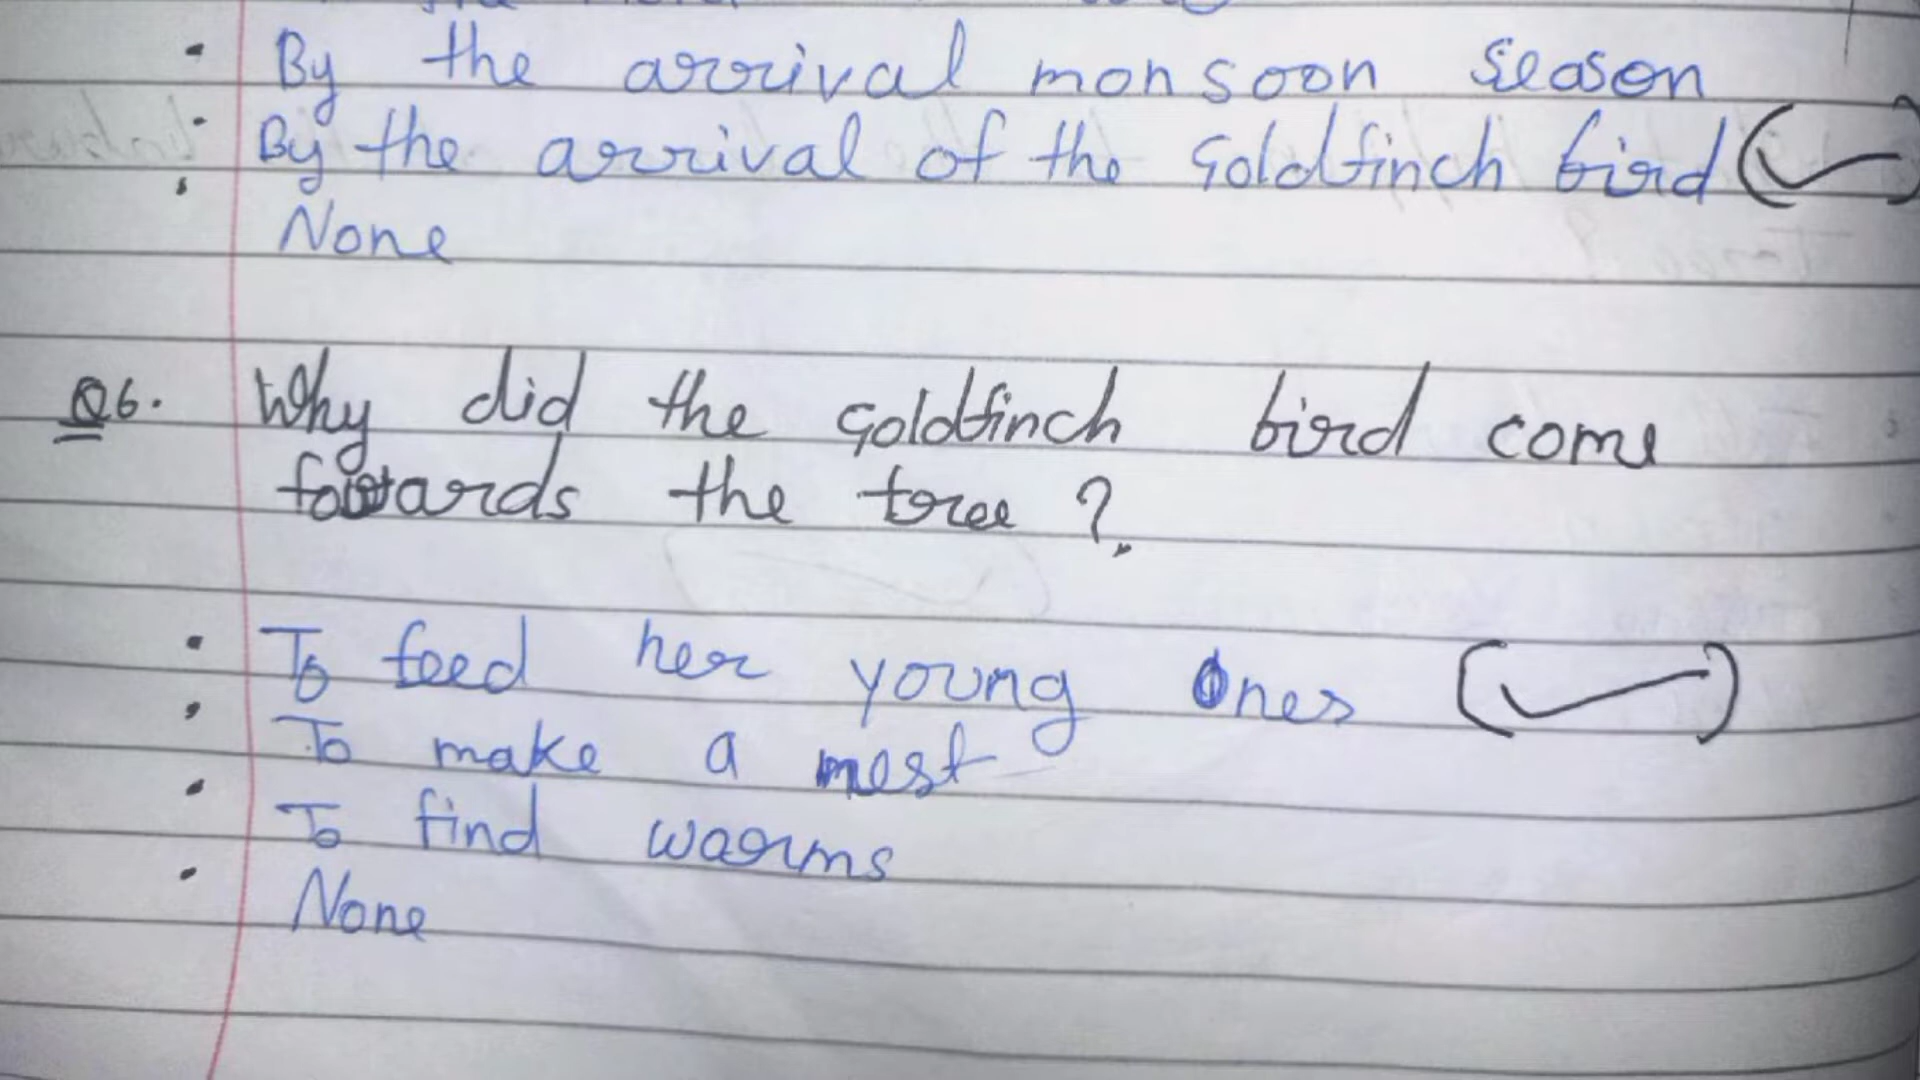 • By the arrival monsoon season
• By the arrival of the Goldfinch bird (✓)
• None
Q6. Why did the Goldfinch bird come
towards the tree ?
• To feed her young Ones (✓)
• To make a nest
• To find warms
• None